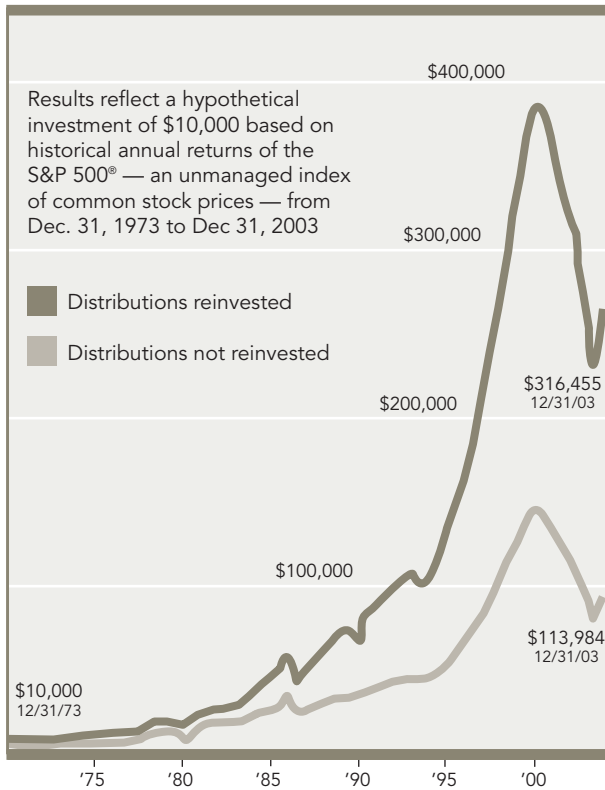 $400,000
Results reflect a hypothetical
investment of $10,000 based on
historical annual returns of the
S&P 500® — an unmanaged index
of common stock prices — from
Dec. 31, 1973 to Dec 31, 2003
$300,000
Distributions reinvested
Distributions not reinvested
$316,455
12/31/03
$200,000
$100,000
$113,984
12/31/03
$10,000
12/31/73
'75 '80 '85 '90 '95 '00